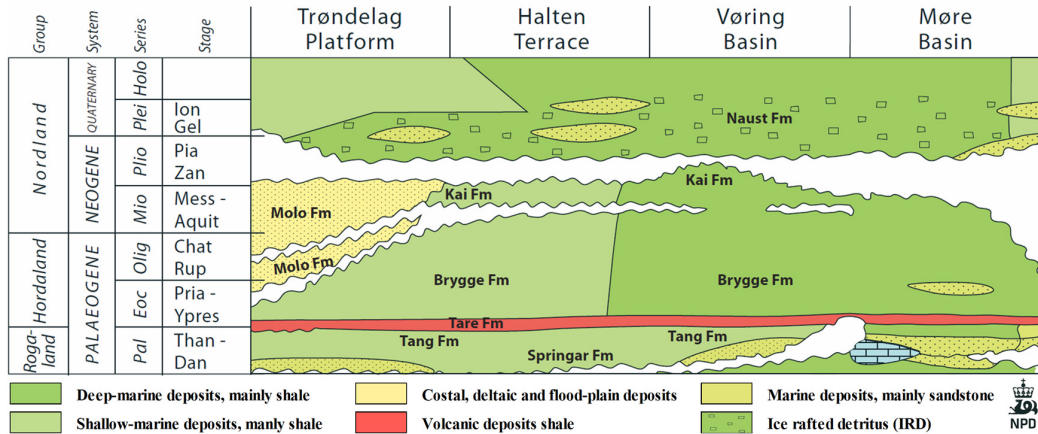 Group
System
Series
Stage
Trøndelag
Platform
Halten
Terrace
Vøring
Basin
Møre
Basin
Nordland
Hordaland
Roga-
land
QUATERNARY
NEOGENE
PALAEOGENE
Holo
Plei
Plio
Mio
Olig
Eoc
Pal
Ion
Gel
Pia
Zan
Mess -
Aquit
Chat
Rup
Pria -
Ypres
Than -
Dan
Naust Fm
Kai Fm
Kai Fm
Molo Fm
Molo Fm
Brygge Fm
Brygge Fm
Tare Fm
Tang Fm
Tang Fm
Springar Fm
Deep-marine deposits, mainly shale
Costal, deltaic and flood-plain deposits
Marine deposits, mainly sandstone
Shallow-marine deposits, manly shale
Volcanic deposits shale
Ice rafted detritus (IRD)
NPD